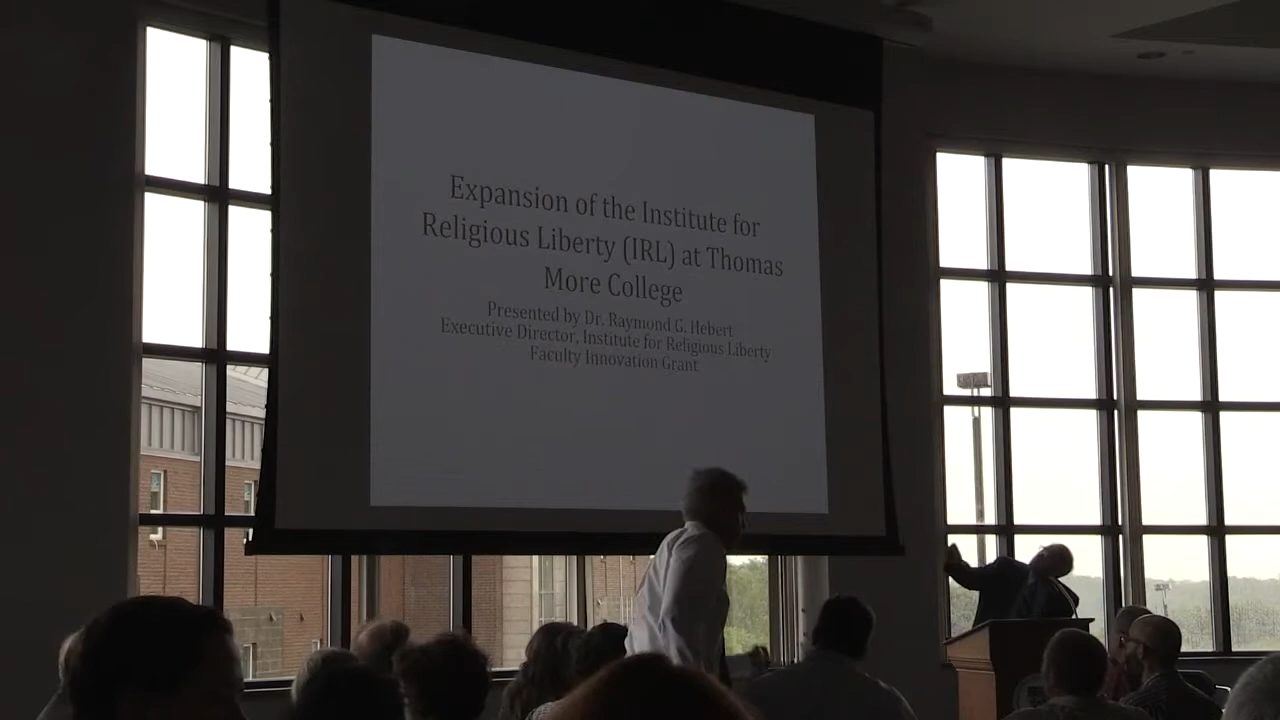 Expansion of the Institute for
Religious Liberty (IRL) at Thomas
More College
Presented by Dr. Raymond G. Hebert
Executive Director, Institute for Religious Liberty
Faculty Innovation Grant